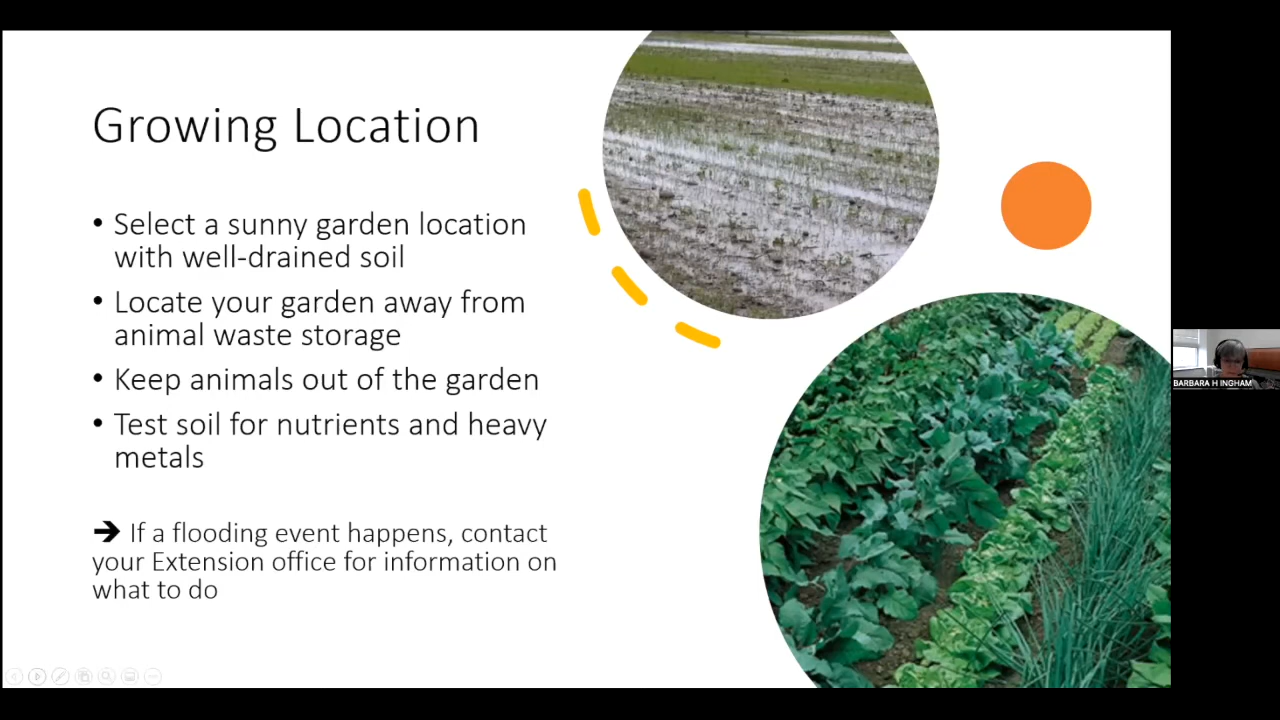 Growing Location
• Select a sunny garden location
with well-drained soil
• Locate your garden away from
animal waste storage
• Keep animals out of the garden
• Test soil for nutrients and heavy
metals
➔ If a flooding event happens, contact
your Extension office for information on
what to do
BARBARA H INGHAM